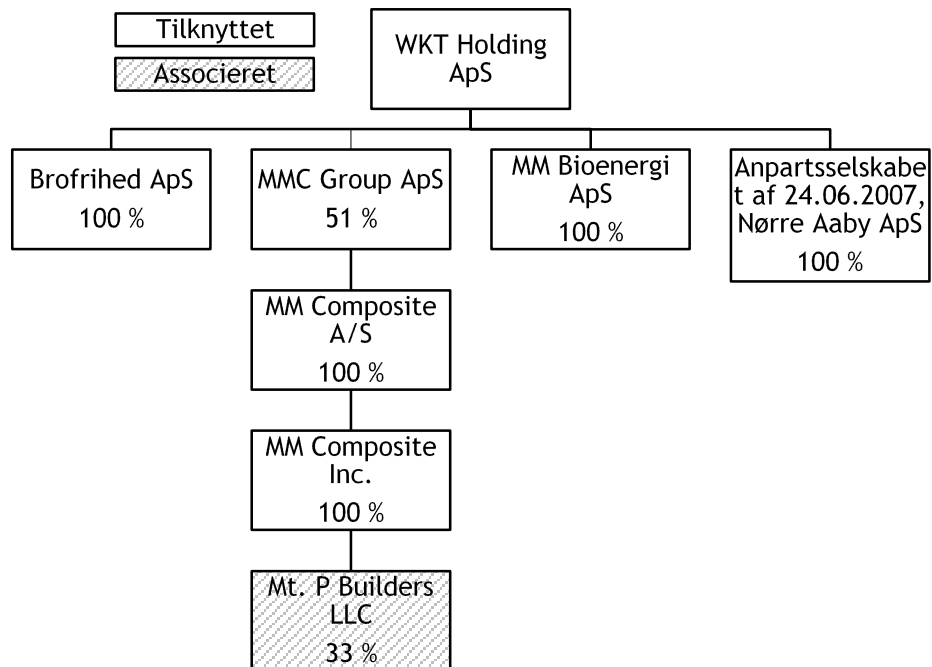 Tilknyttet
Associeret
WKT Holding
ApS
Brofrihed ApS
100 %
MMC Group ApS
51 %
MM Bioenergi
ApS
100 %
Anpartsselskabe
t af 24.06.2007,
Nørre Aaby ApS
100 %
MM Composite
A/S
100 %
MM Composite
Inc.
100 %
Mt. P Builders
LLC
33 %